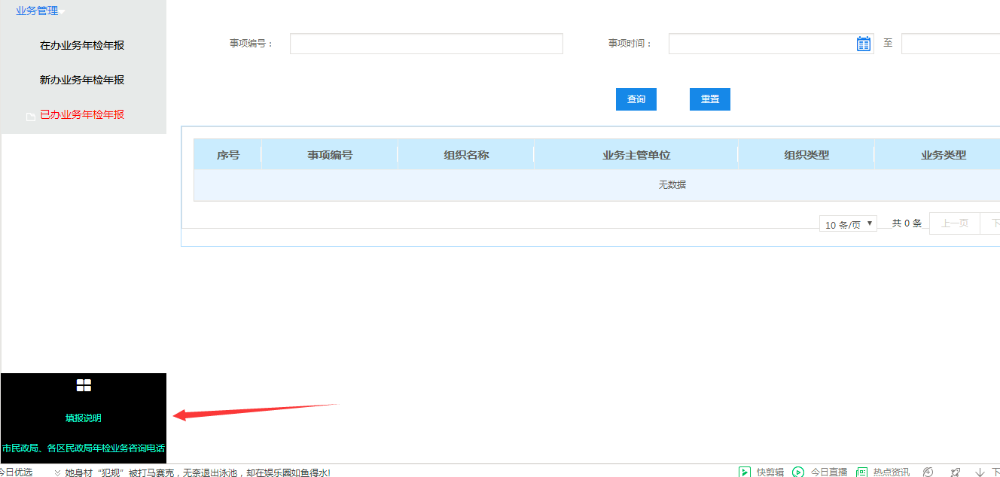 业务管理
在办业务年检年报
新办业务年检年报
已办业务年检年报
事项编号：
事项时间：
至
查询
重置
序号 事项编号 组织名称 业务主管单位 组织类型 业务类型
无数据
10 条/页 共 0 条 上一页 下
填报说明
市民政局、各区民政局年检业务咨询电话
今日优选 她身材“犯规”被打马赛克，无奈退出泳池，却在娱乐圈如鱼得水! 快剪辑 今日直播 热点资讯 下